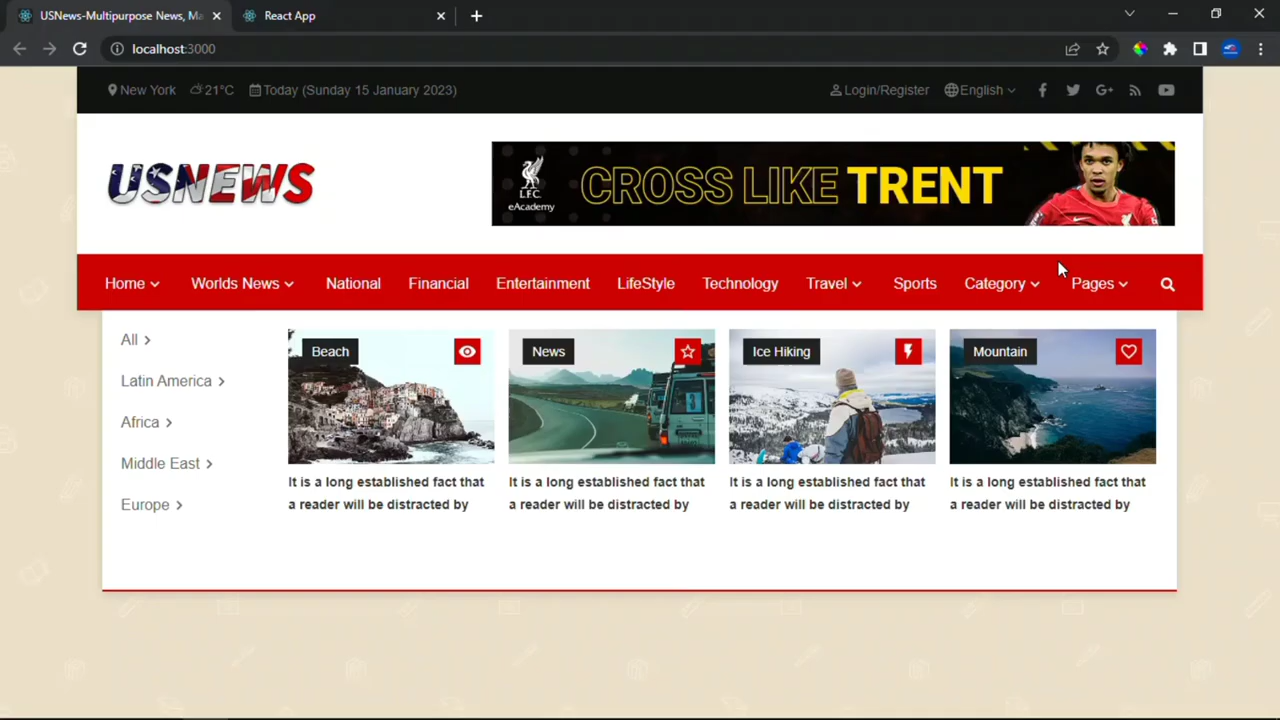 USNews-Multipurpose News, Ma
React App
localhost:3000
New York 21°C Today (Sunday 15 January 2023)
Login/Register English
USNEWS
L.F.C.
eAcademy
CROSS LIKE TRENT
Home Worlds News National Financial Entertainment LifeStyle Technology Travel Sports Category Pages
All
Latin America
Africa
Middle East
Europe
Beach
It is a long established fact that
a reader will be distracted by
News
It is a long established fact that
a reader will be distracted by
Ice Hiking
It is a long established fact that
a reader will be distracted by
Mountain
It is a long established fact that
a reader will be distracted by